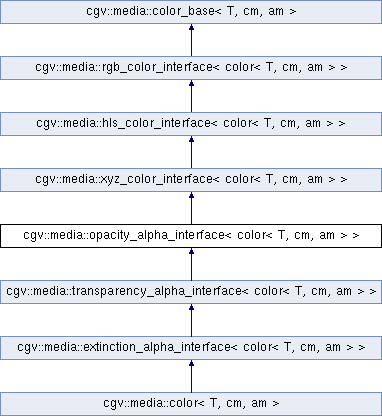 cgv::media::color_base< T, cm, am >
cgv::media::rgb_color_interface< color< T, cm, am > >
cgv::media::hls_color_interface< color< T, cm, am > >
cgv::media::xyz_color_interface< color< T, cm, am > >
cgv::media::opacity_alpha_interface< color< T, cm, am > >
cgv::media::transparency_alpha_interface< color< T, cm, am > >
cgv::media::extinction_alpha_interface< color< T, cm, am > >
cgv::media::color< T, cm, am >